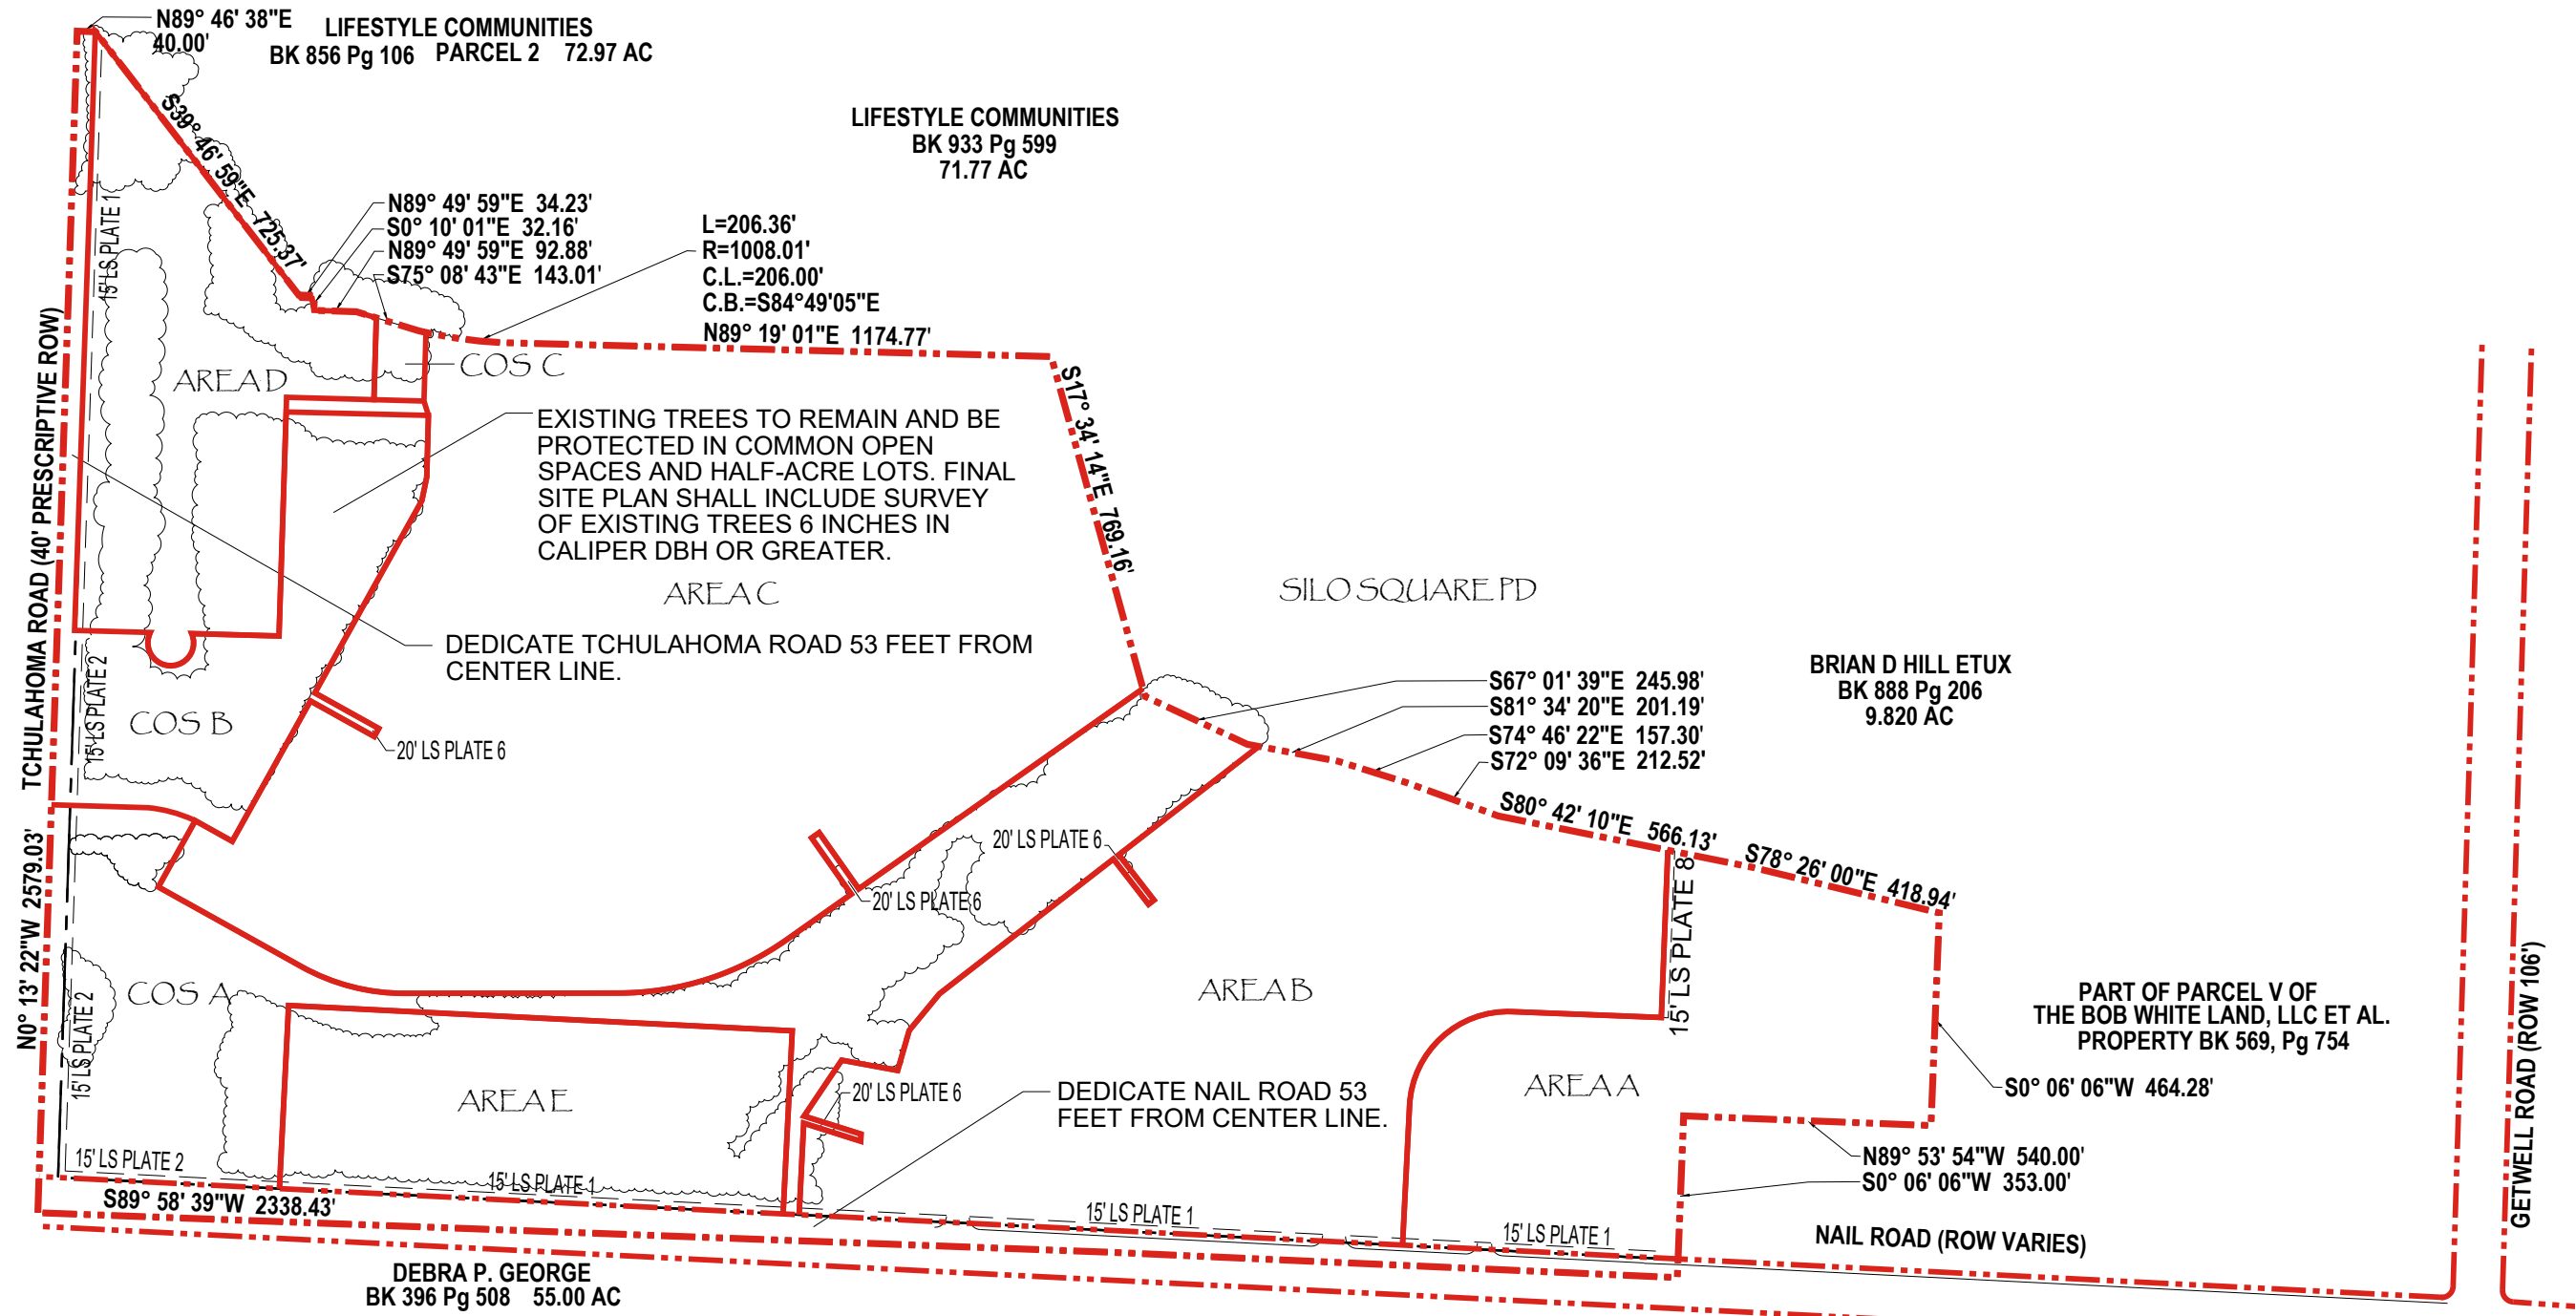 N89° 46' 38"E
40.00'
LIFESTYLE COMMUNITIES
BK 856 Pg 106 PARCEL 2 72.97 AC
LIFESTYLE COMMUNITIES
BK 933 Pg 599
71.77 AC
S39° 46' 59"E 725.37'
N89° 49' 59"E 34.23'
S0° 10' 01"E 32.16'
N89° 49' 59"E 92.88'
S75° 08' 43"E 143.01'
L=206.36'
R=1008.01'
C.L.=206.00'
C.B.=S84°49'05"E
N89° 19' 01"E 1174.77'
15' LS PLATE 1
TCHULAHOMA ROAD (40' PRESCRIPTIVE ROW)
AREA D
COS C
EXISTING TREES TO REMAIN AND BE
PROTECTED IN COMMON OPEN
SPACES AND HALF-ACRE LOTS. FINAL
SITE PLAN SHALL INCLUDE SURVEY
OF EXISTING TREES 6 INCHES IN
CALIPER DBH OR GREATER.
S17° 34' 14"E 769.16'
AREA C
SILO SQUARE PD
DEDICATE TCHULAHOMA ROAD 53 FEET FROM
CENTER LINE.
15' LS PLATE 2
COS B
20' LS PLATE 6
S67° 01' 39"E 245.98'
S81° 34' 20"E 201.19'
S74° 46' 22"E 157.30'
S72° 09' 36"E 212.52'
BRIAN D HILL ETUX
BK 888 Pg 206
9.820 AC
S80° 42' 10"E 566.13'
S78° 26' 00"E 418.94'
20' LS PLATE 6
20' LS PLATE 6
15' LS PLATE 8
N0° 13' 22"W 2579.03'
COS A
15' LS PLATE 2
AREA B
PART OF PARCEL V OF
THE BOB WHITE LAND, LLC ET AL.
PROPERTY BK 569, Pg 754
GETWELL ROAD (ROW 106')
AREA E
20' LS PLATE 6
DEDICATE NAIL ROAD 53
FEET FROM CENTER LINE.
AREA A
S0° 06' 06"W 464.28'
N89° 53' 54"W 540.00'
S0° 06' 06"W 353.00'
15' LS PLATE 2
15' LS PLATE 1
S89° 58' 39"W 2338.43'
15' LS PLATE 1
15' LS PLATE 1
NAIL ROAD (ROW VARIES)
DEBRA P. GEORGE
BK 396 Pg 508 55.00 AC